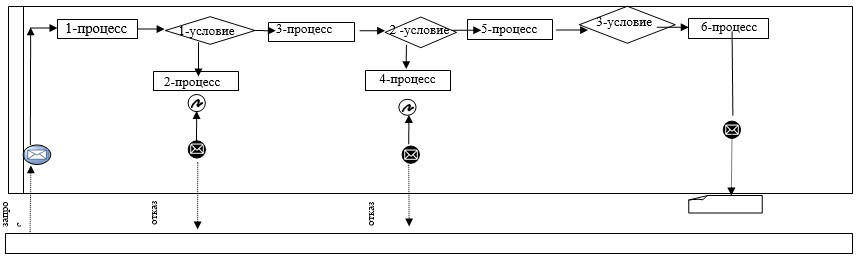 1-процесс
1-условие
3-процесс
2 -условие
5-процесс
3-условие
6-процесс
2-процесс
4-процесс
запро
с
отказ
отказ